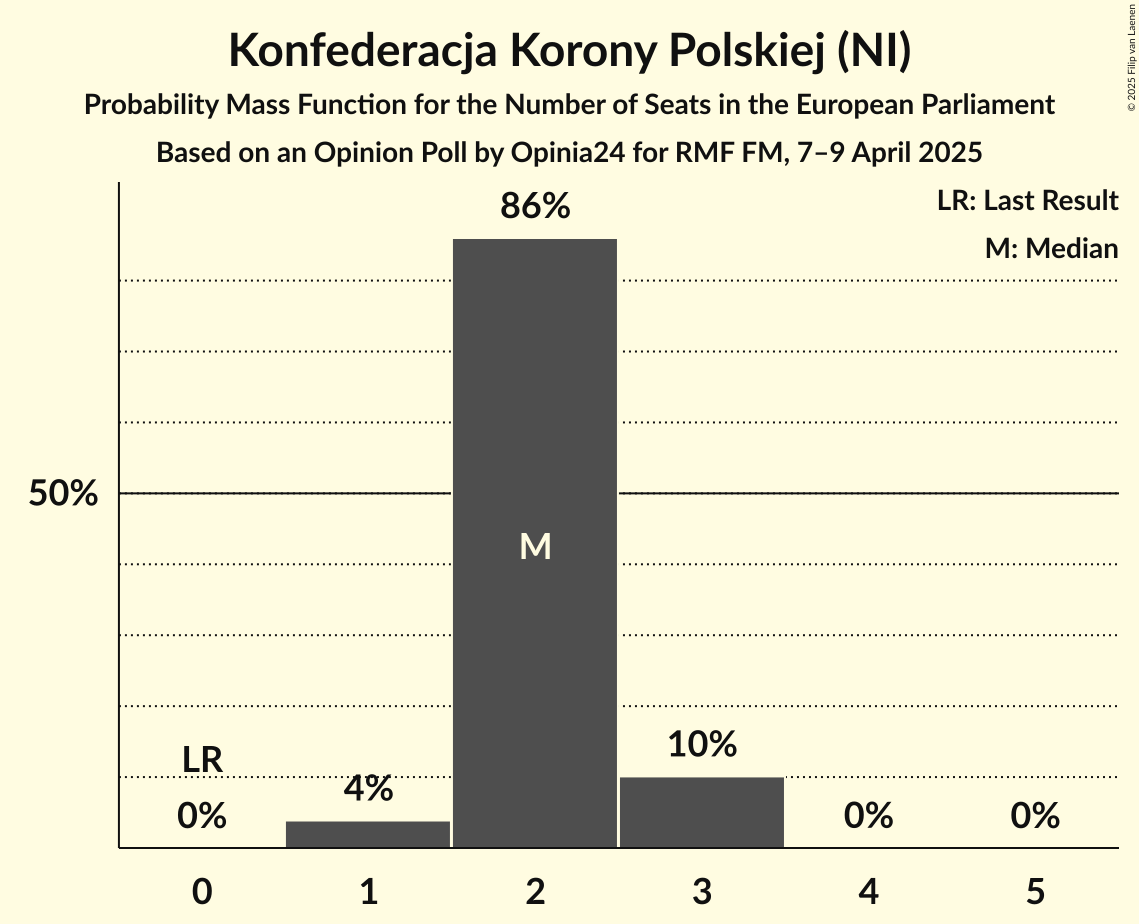 Konfederacja Korony Polskiej (NI)
Probability Mass Function for the Number of Seats in the European Parliament
Based on an Opinion Poll by Opinia24 for RMF FM, 7–9 April 2025
© 2025 Filip van Laenen
LR: Last Result
M: Median
86%
50%
M
LR
10%
4%
0%
0%
0%
0 1 2 3 4 5